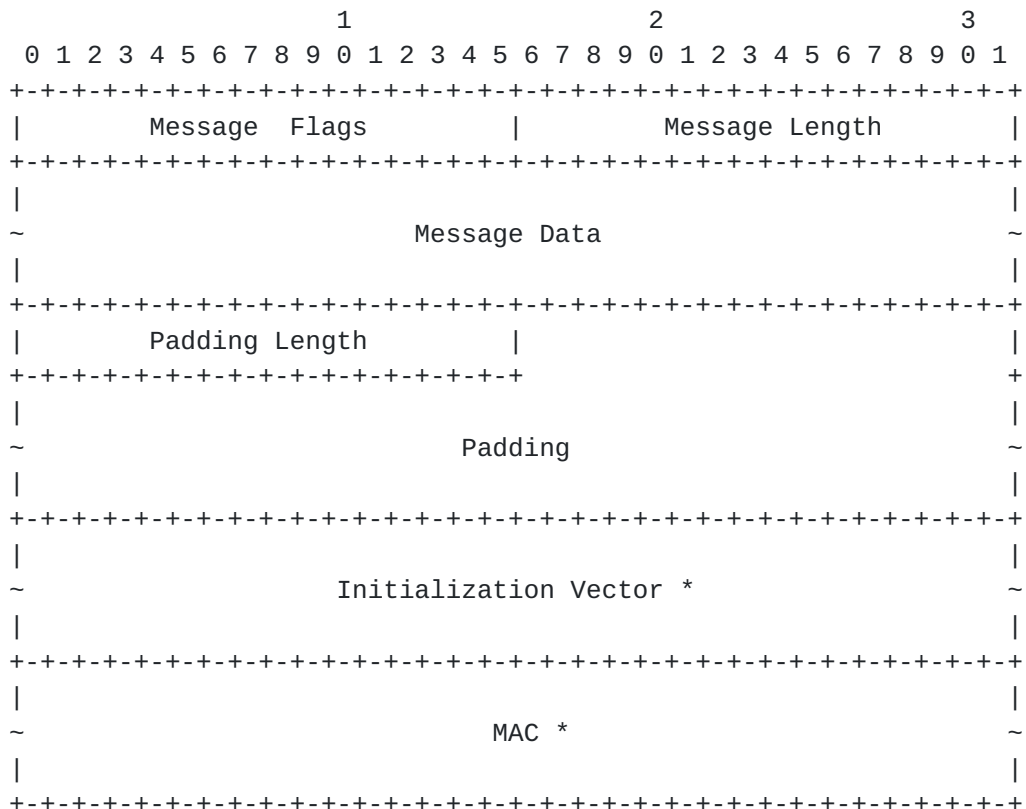 1                   2                   3
 0 1 2 3 4 5 6 7 8 9 0 1 2 3 4 5 6 7 8 9 0 1 2 3 4 5 6 7 8 9 0 1
+-+-+-+-+-+-+-+-+-+-+-+-+-+-+-+-+-+-+-+-+-+-+-+-+-+-+-+-+-+-+-+-+
|        Message  Flags         |         Message Length        |
+-+-+-+-+-+-+-+-+-+-+-+-+-+-+-+-+-+-+-+-+-+-+-+-+-+-+-+-+-+-+-+-+
|                                                               |
~                         Message Data                          ~
|                                                               |
+-+-+-+-+-+-+-+-+-+-+-+-+-+-+-+-+-+-+-+-+-+-+-+-+-+-+-+-+-+-+-+-+
|        Padding Length         |                               |
+-+-+-+-+-+-+-+-+-+-+-+-+-+-+-+-+                               +
|                                                               |
~                            Padding                            ~
|                                                               |
+-+-+-+-+-+-+-+-+-+-+-+-+-+-+-+-+-+-+-+-+-+-+-+-+-+-+-+-+-+-+-+-+
|                                                               |
~                    Initialization Vector *                    ~
|                                                               |
+-+-+-+-+-+-+-+-+-+-+-+-+-+-+-+-+-+-+-+-+-+-+-+-+-+-+-+-+-+-+-+-+
|                                                               |
~                              MAC *                            ~
|                                                               |
+-+-+-+-+-+-+-+-+-+-+-+-+-+-+-+-+-+-+-+-+-+-+-+-+-+-+-+-+-+-+-+-+